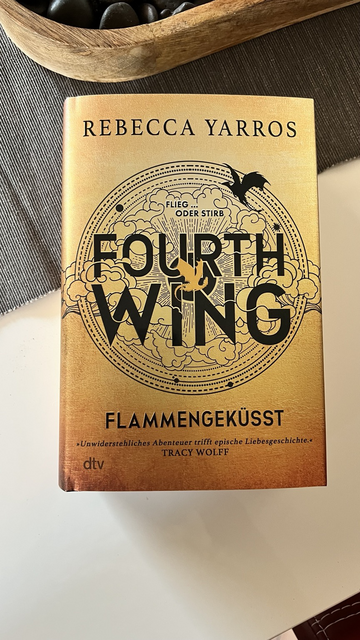 REBECCA YARROS
FLIEG ...
ODER STIRB
FOURTH
WING
FLAMMENGEKÜSST
»Unwiderstehliches Abenteuer trifft epische Liebesgeschichte.«
TRACY WOLFF
dtv